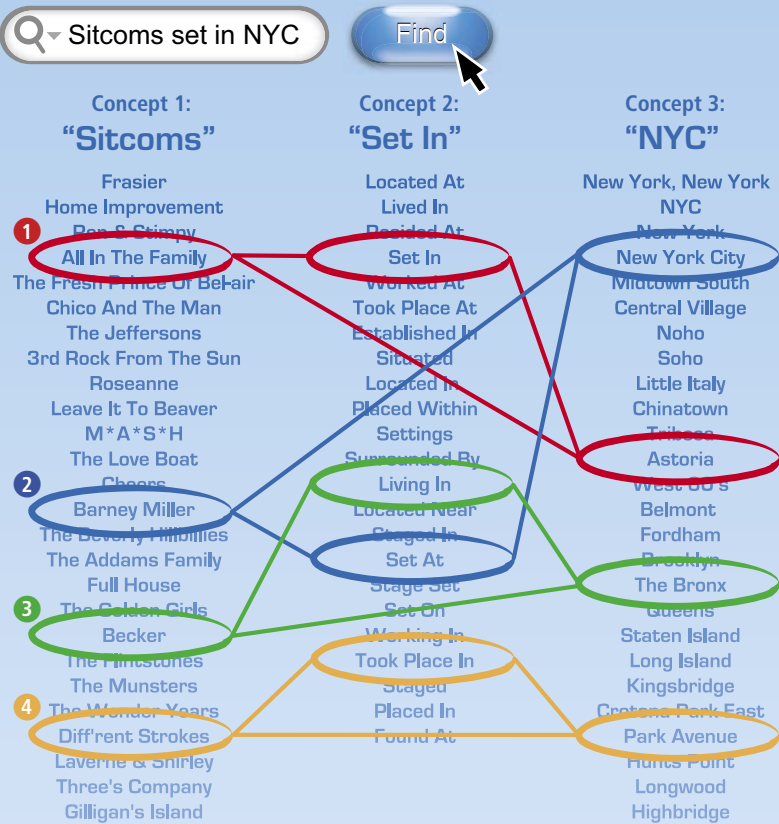 Sitcoms set in NYC
Find
Concept 1:
"Sitcoms"
Frasier
Home Improvement
Ren & Stimpy
1
All In The Family
The Fresh Prince Of Bel-air
Chico And The Man
The Jeffersons
3rd Rock From The Sun
Roseanne
Leave It To Beaver
M*A*S*H
The Love Boat
Cheers
2
Barney Miller
The Beverly Hillbillies
The Addams Family
Full House
3
The Golden Girls
Becker
The Flintstones
The Munsters
4
The Wonder Years
Diff'rent Strokes
Laverne & Shirley
Three's Company
Gilligan's Island
Concept 2:
"Set In"
Located At
Lived In
Resided At
Set In
Worked At
Took Place At
Established In
Situated
Located In
Placed Within
Settings
Surrounded By
Living In
Located Near
Staged In
Set At
Stage Set
Set On
Working In
Took Place In
Staged
Placed In
Found At
Concept 3:
"NYC"
New York, New York
NYC
New York
New York City
Midtown South
Central Village
Noho
Soho
Little Italy
Chinatown
Tribeca
Astoria
West 60's
Belmont
Fordham
Brooklyn
The Bronx
Queens
Staten Island
Long Island
Kingsbridge
Crotona Park East
Park Avenue
Hunts Point
Longwood
Highbridge